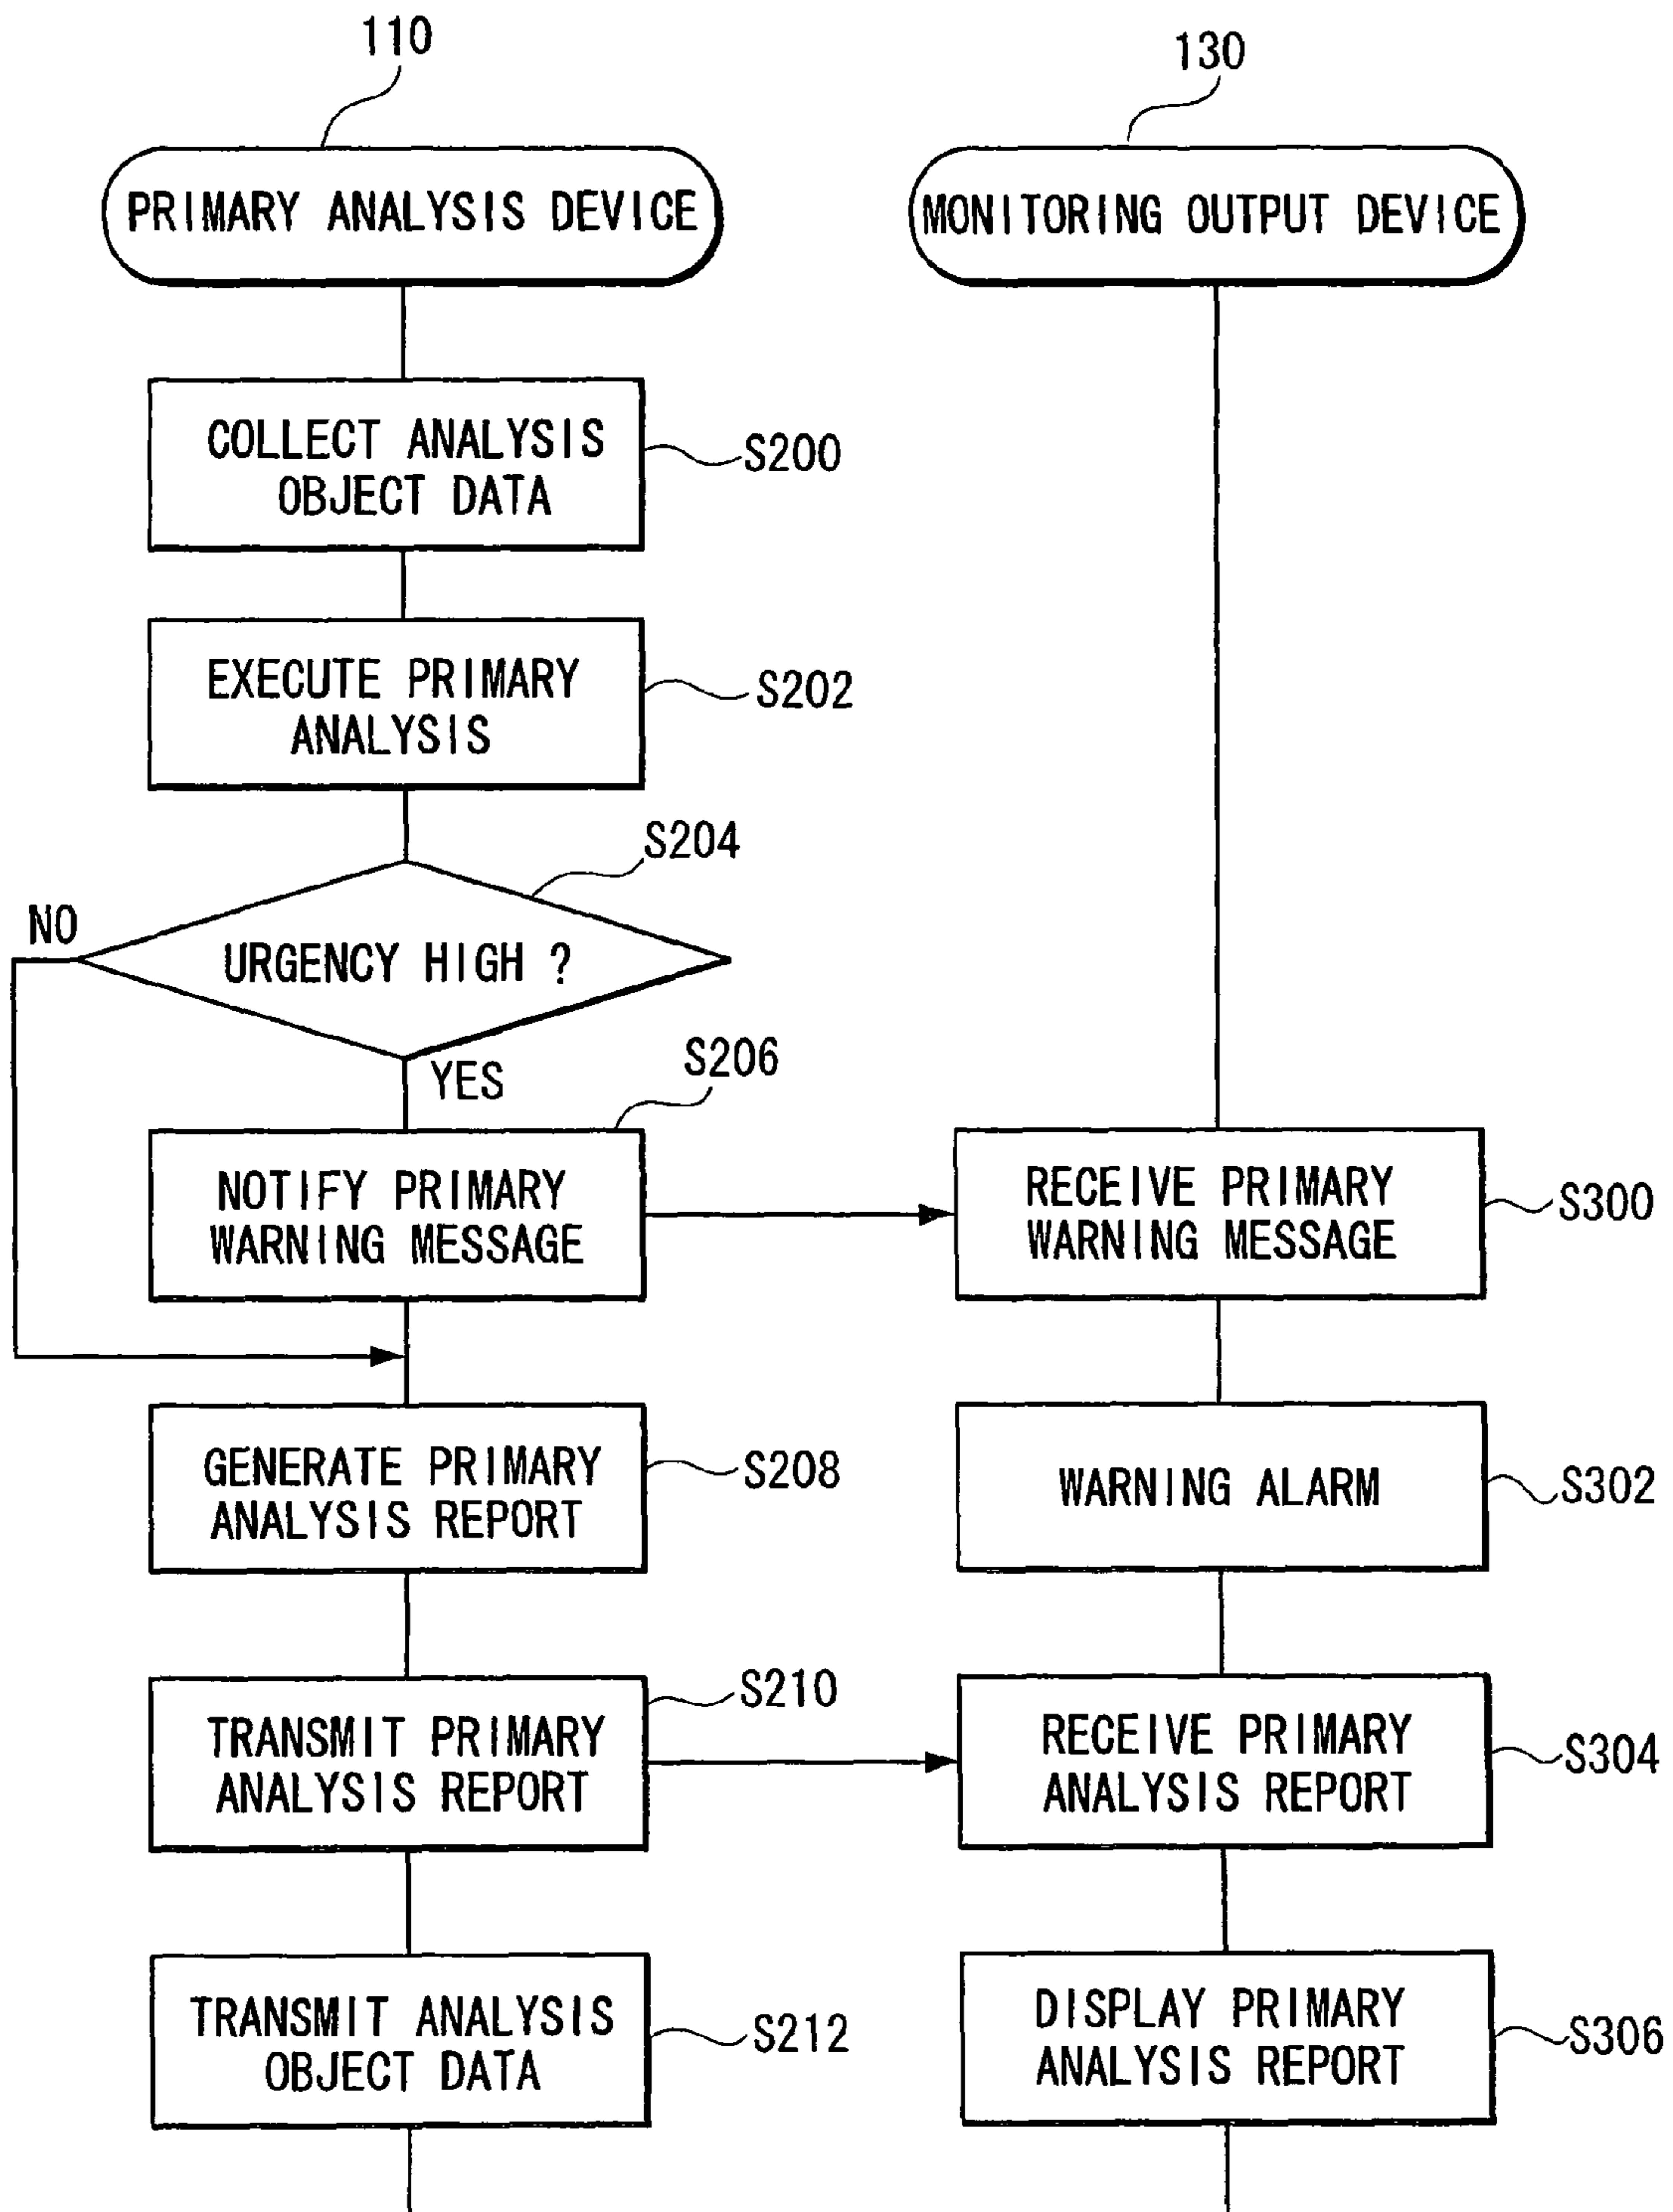 110
130
PRIMARY ANALYSIS DEVICE
MONITORING OUTPUT DEVICE
COLLECT ANALYSIS
OBJECT DATA
S200
EXECUTE PRIMARY
ANALYSIS
S202
S204
NO
URGENCY HIGH ?
YES
S206
NOTIFY PRIMARY
WARNING MESSAGE
RECEIVE PRIMARY
WARNING MESSAGE
S300
GENERATE PRIMARY
ANALYSIS REPORT
S208
WARNING ALARM
S302
S210
TRANSMIT PRIMARY
ANALYSIS REPORT
RECEIVE PRIMARY
ANALYSIS REPORT
S304
TRANSMIT ANALYSIS
OBJECT DATA
S212
DISPLAY PRIMARY
ANALYSIS REPORT
S306